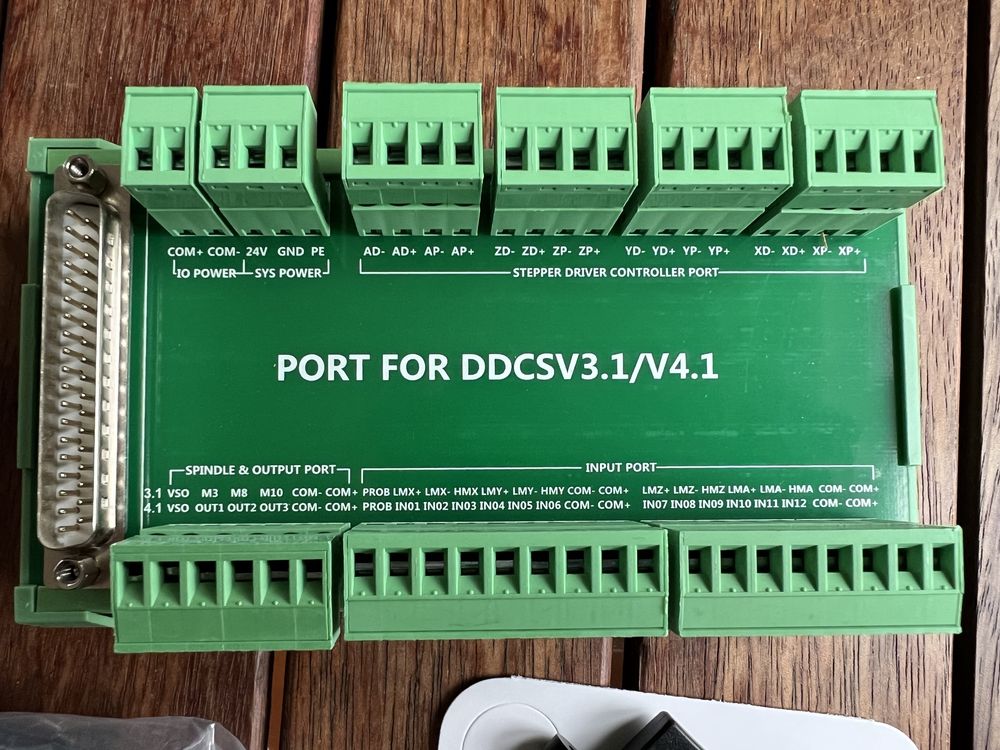 COM+ COM- 24V GND PE AD- AD+ AP- AP+ ZD- ZD+ ZP- ZP+ YD- YD+ YP- YP+ XD- XD+ XP- XP+
IO POWER SYS POWER STEPPER DRIVER CONTROLLER PORT
PORT FOR DDCSV3.1/V4.1
SPINDLE & OUTPUT PORT INPUT PORT
3.1 VSO M3 M8 M10 COM- COM+ PROB LMX+ LMX- HMX LMY+ LMY- HMY COM- COM+ LMZ+ LMZ- HMZ LMA+ LMA- HMA COM- COM+
4.1 VSO OUT1 OUT2 OUT3 COM- COM+ PROB IN01 IN02 IN03 IN04 IN05 IN06 COM- COM+ IN07 IN08 IN09 IN10 IN11 IN12 COM- COM+